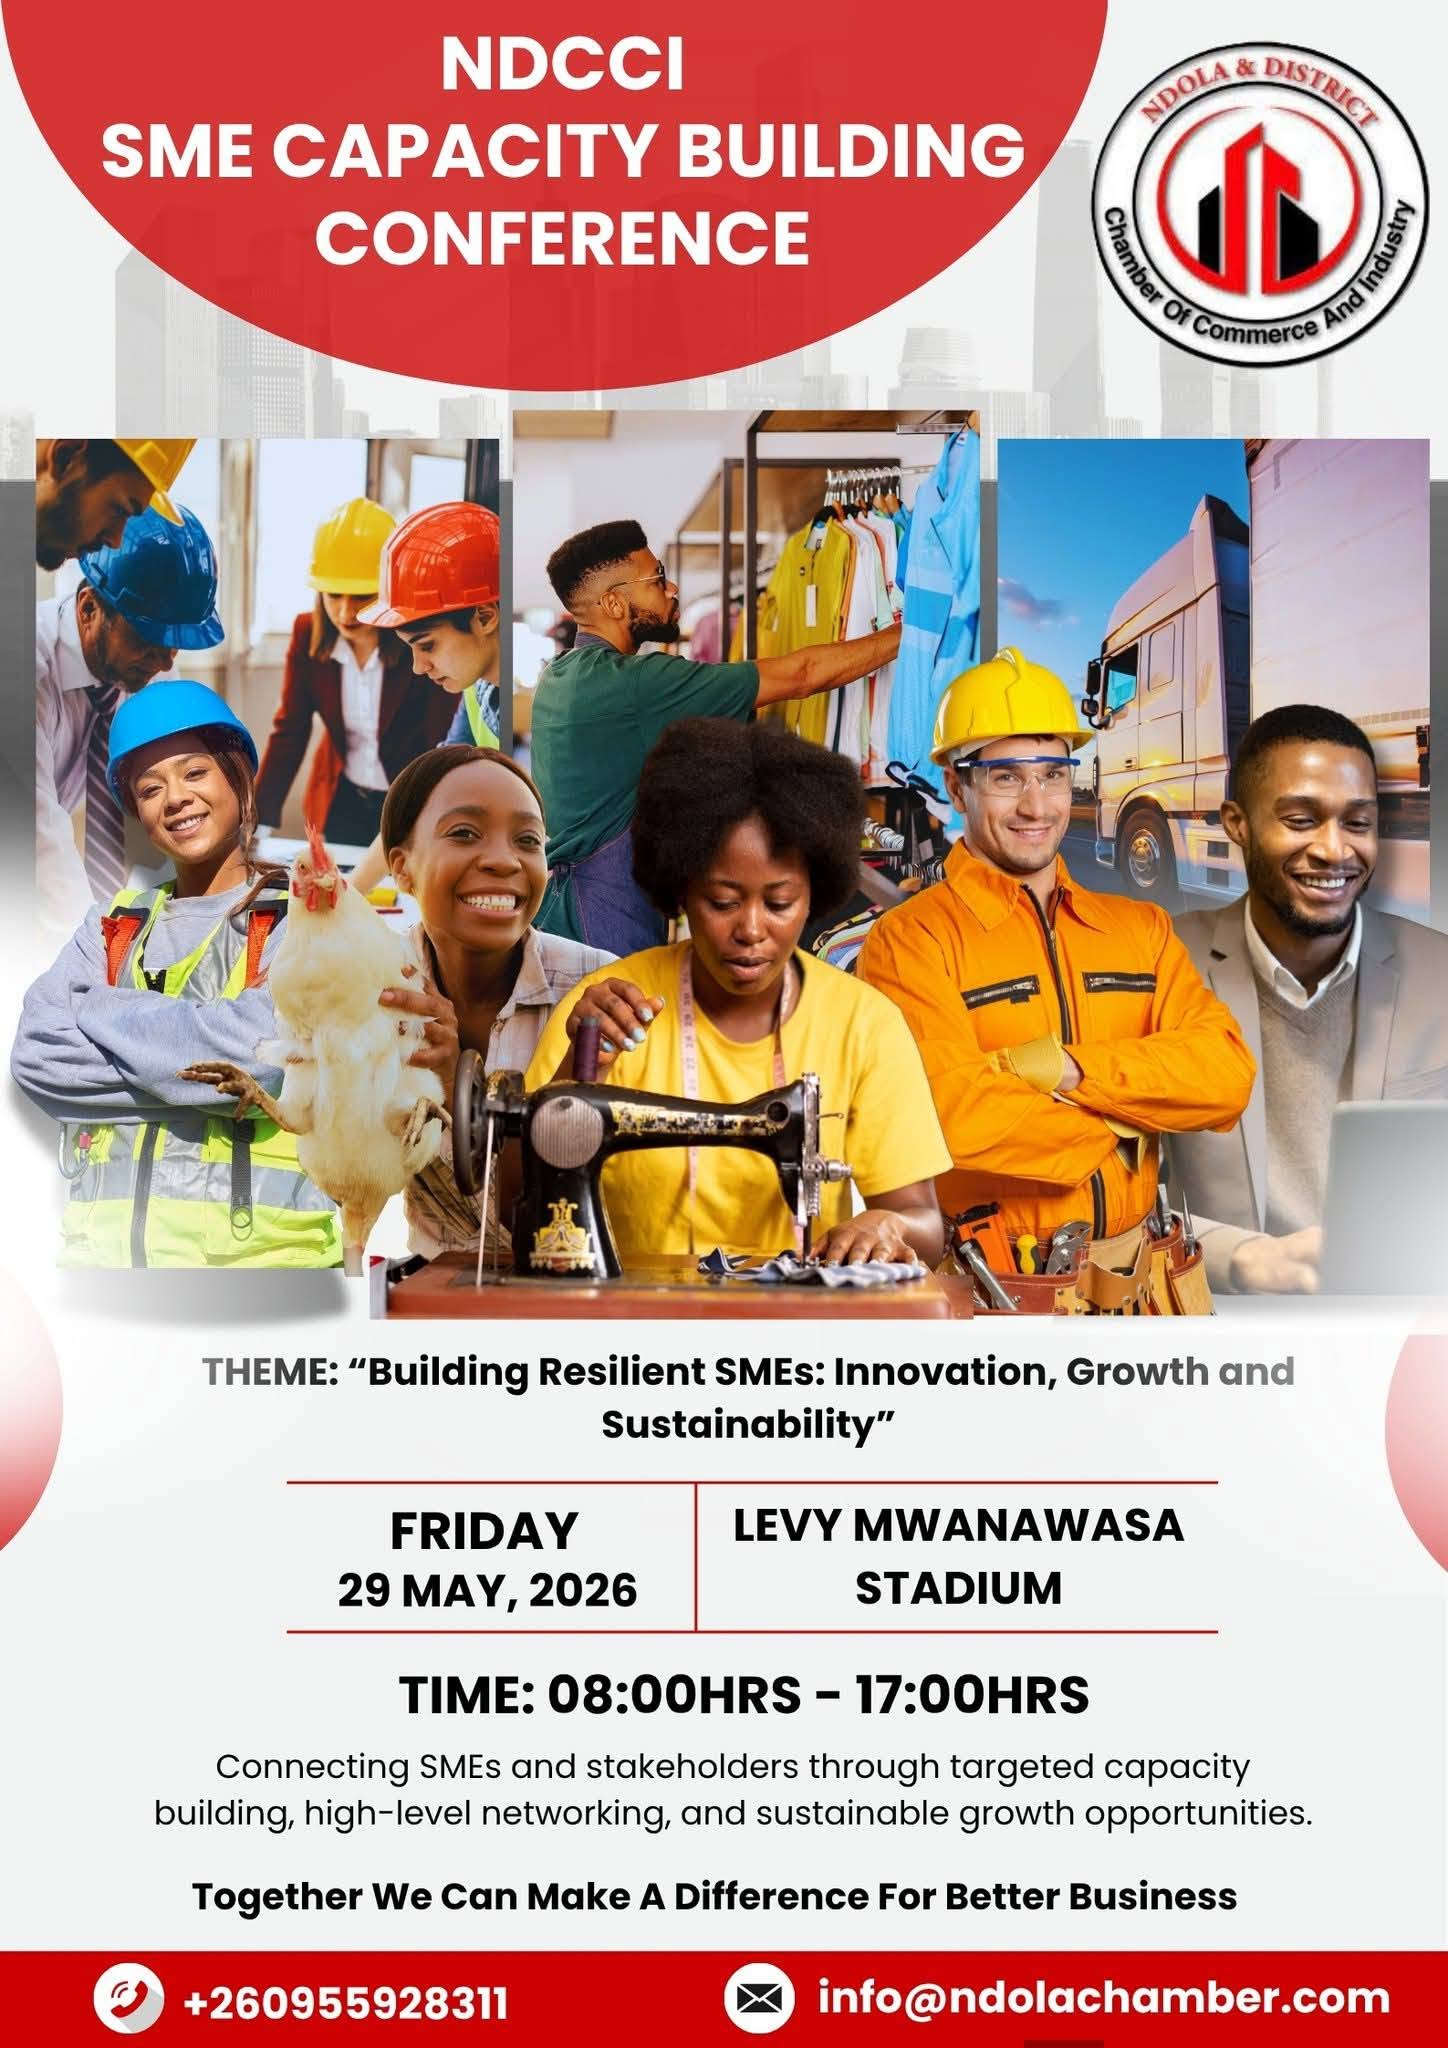 NDCCI
SME CAPACITY BUILDING
CONFERENCE
NDOLA & DISTRICT
Chamber Of Commerce And Industry
THEME: “Building Resilient SMEs: Innovation, Growth and
Sustainability”
FRIDAY
29 MAY, 2026
LEVY MWANAWASA
STADIUM
TIME: 08:00HRS - 17:00HRS
Connecting SMEs and stakeholders through targeted capacity
building, high-level networking, and sustainable growth opportunities.
Together We Can Make A Difference For Better Business
+260955928311
info@ndolachamber.com